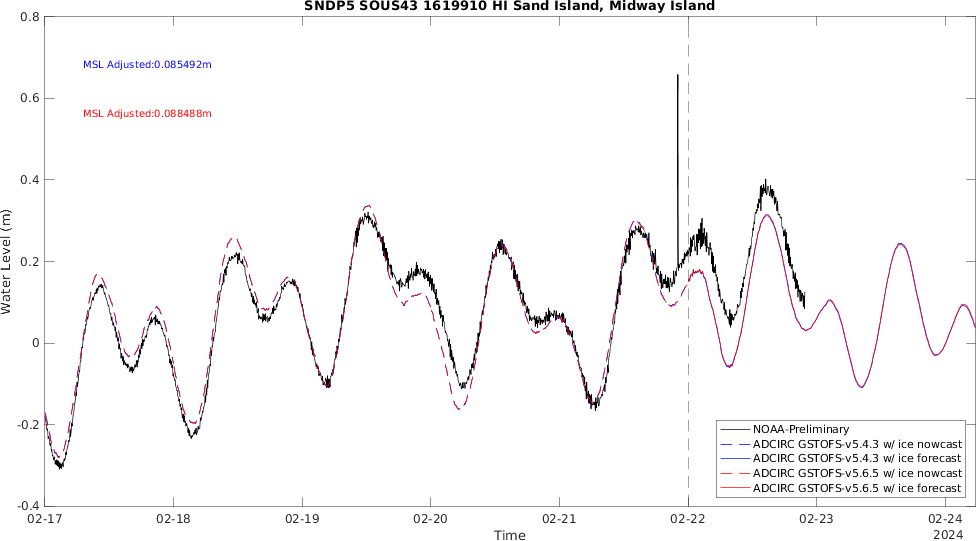 SNDP5 SOUS43 1619910 HI Sand Island, Midway Island
MSL Adjusted:0.085492m
MSL Adjusted:0.088488m
Water Level (m)
0.8
0.6
0.4
0.2
0
-0.2
-0.4
NOAA-Preliminary
ADCIRC GSTOFS-v5.4.3 w/ ice nowcast
ADCIRC GSTOFS-v5.4.3 w/ ice forecast
ADCIRC GSTOFS-v5.6.5 w/ ice nowcast
ADCIRC GSTOFS-v5.6.5 w/ ice forecast
02-17 02-18 02-19 02-20 02-21 02-22 02-23 02-24
Time
2024